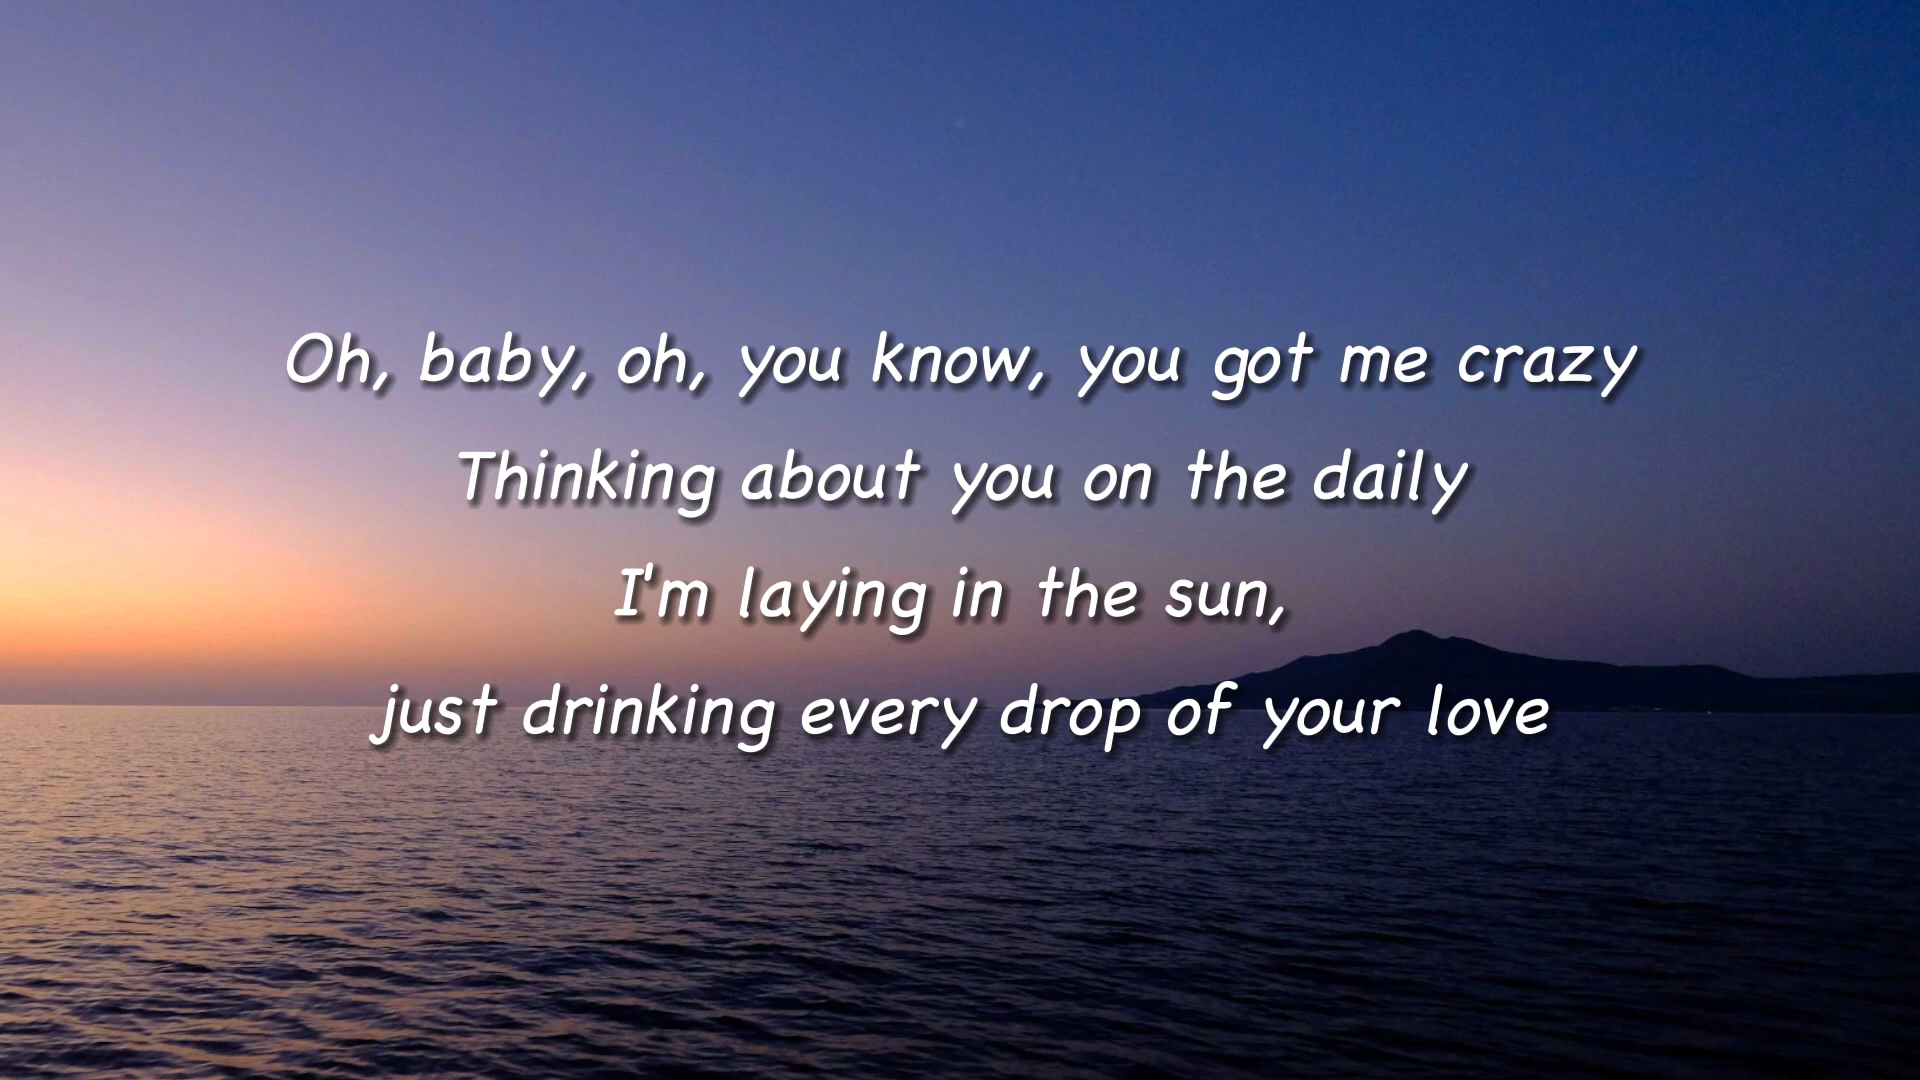 Oh, baby, oh, you know, you got me crazy
Thinking about you on the daily
I'm laying in the sun,
just drinking every drop of your love